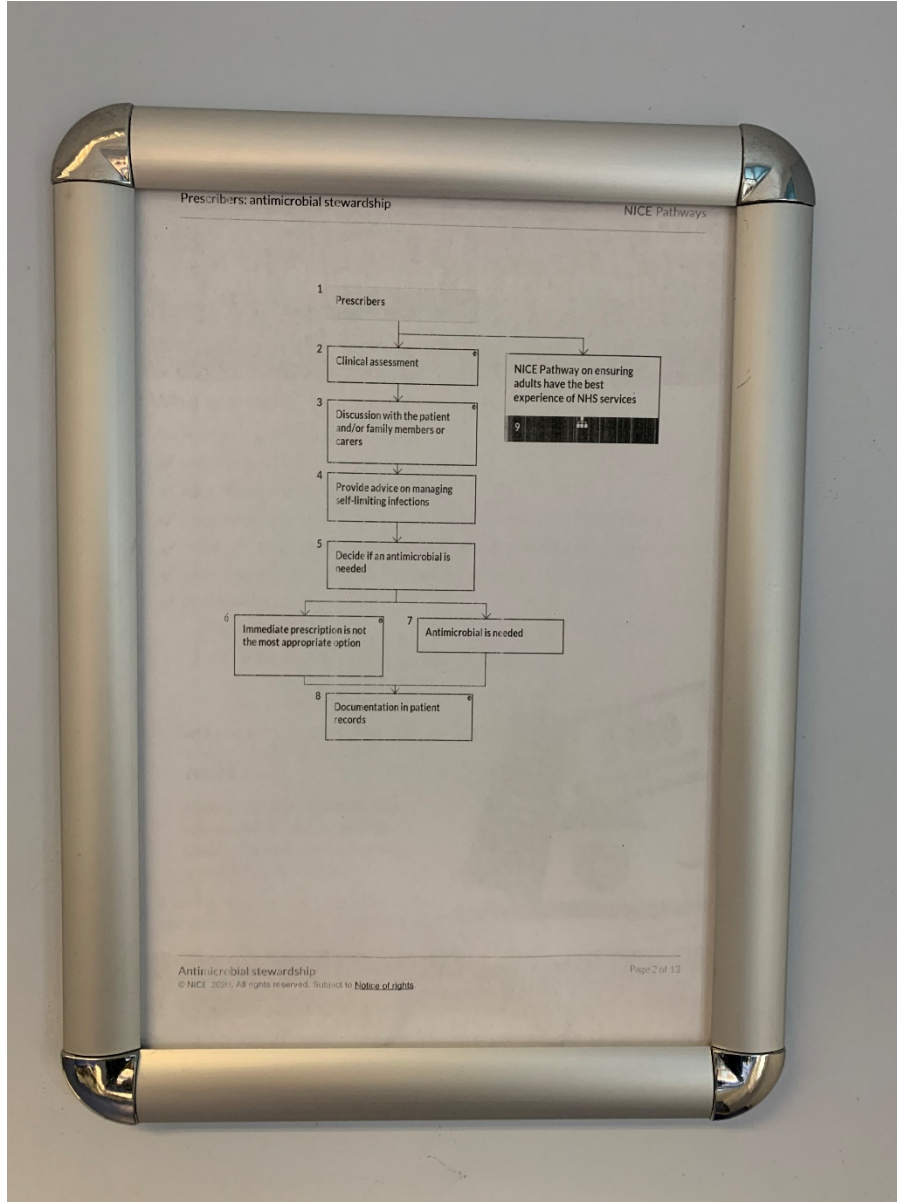 Prescribers: antimicrobial stewardship
NICE Pathways
1
Prescribers
2
Clinical assessment
NICE Pathway on ensuring
adults have the best
experience of NHS services
9
3
Discussion with the patient
and/or family members or
carers
4
Provide advice on managing
self-limiting infections
5
Decide if an antimicrobial is
needed
6
Immediate prescription is not
the most appropriate option
7
Antimicrobial is needed
8
Documentation in patient
records
Antimicrobial stewardship
Page 2 of 13
© NICE 2020. All rights reserved. Subject to Notice of rights.